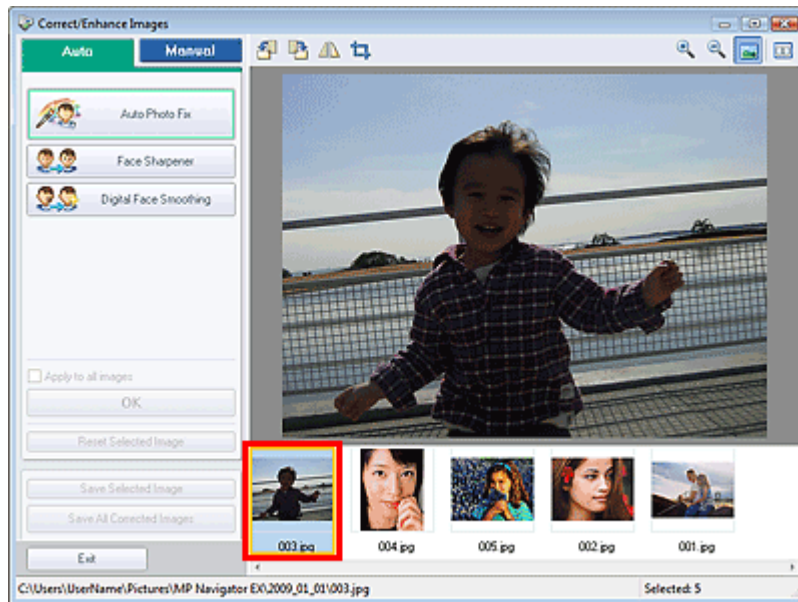 Correct/Enhance Images
Auto Manual
Auto Photo Fix
Face Sharpener
Digital Face Smoothing
Apply to all images
OK
Reset Selected Image
Save Selected Image
Save All Corrected Images
003.jpg 004.jpg 005.jpg 002.jpg 001.jpg
Exit
C:\Users\UserName\Pictures\MP Navigator EX\2009_01_01\003.jpg Selected: 5